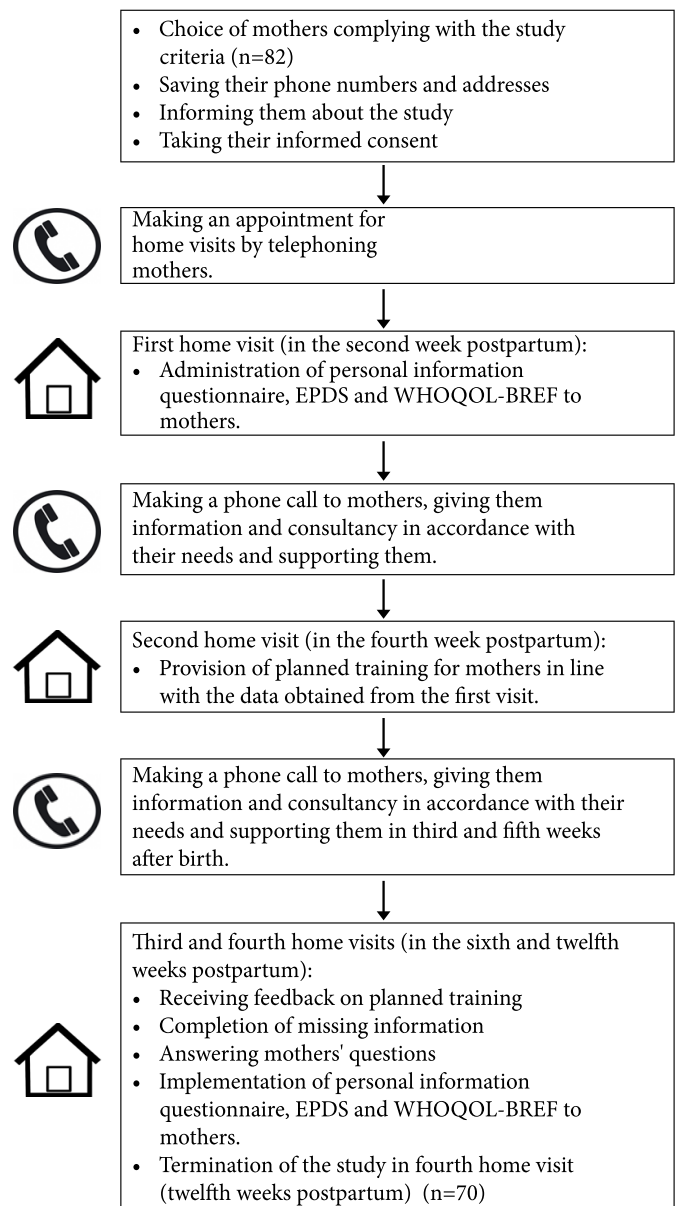 • Choice of mothers complying with the study
criteria (n=82)
• Saving their phone numbers and addresses
• Informing them about the study
• Taking their informed consent
Making an appointment for
home visits by telephoning
mothers.
First home visit (in the second week postpartum):
• Administration of personal information
questionnaire, EPDS and WHOQOL-BREF to
mothers.
Making a phone call to mothers, giving them
information and consultancy in accordance with
their needs and supporting them.
Second home visit (in the fourth week postpartum):
• Provision of planned training for mothers in line
with the data obtained from the first visit.
Making a phone call to mothers, giving them
information and consultancy in accordance with their
needs and supporting them in third and fifth weeks
after birth.
Third and fourth home visits (in the sixth and twelfth
weeks postpartum):
• Receiving feedback on planned training
• Completion of missing information
• Answering mothers' questions
• Implementation of personal information
questionnaire, EPDS and WHOQOL-BREF to
mothers.
• Termination of the study in fourth home visit
(twelfth weeks postpartum) (n=70)